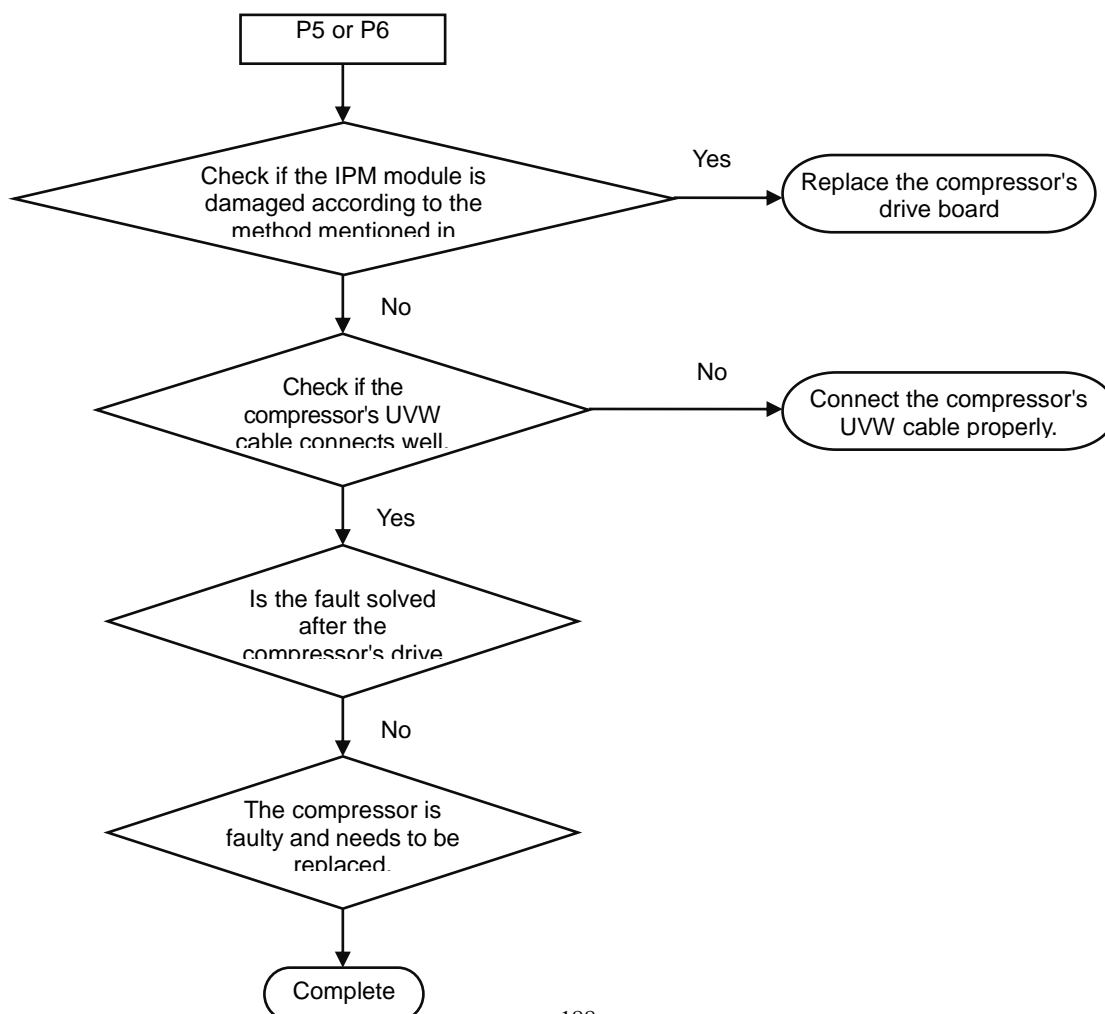 P5 or P6
Check if the IPM module is
damaged according to the
method mentioned in
Yes
Replace the compressor's
drive board
No
Check if the
compressor's UVW
cable connects well.
No
Connect the compressor's
UVW cable properly.
Yes
Is the fault solved
after the
compressor's drive
No
The compressor is
faulty and needs to be
replaced.
Complete